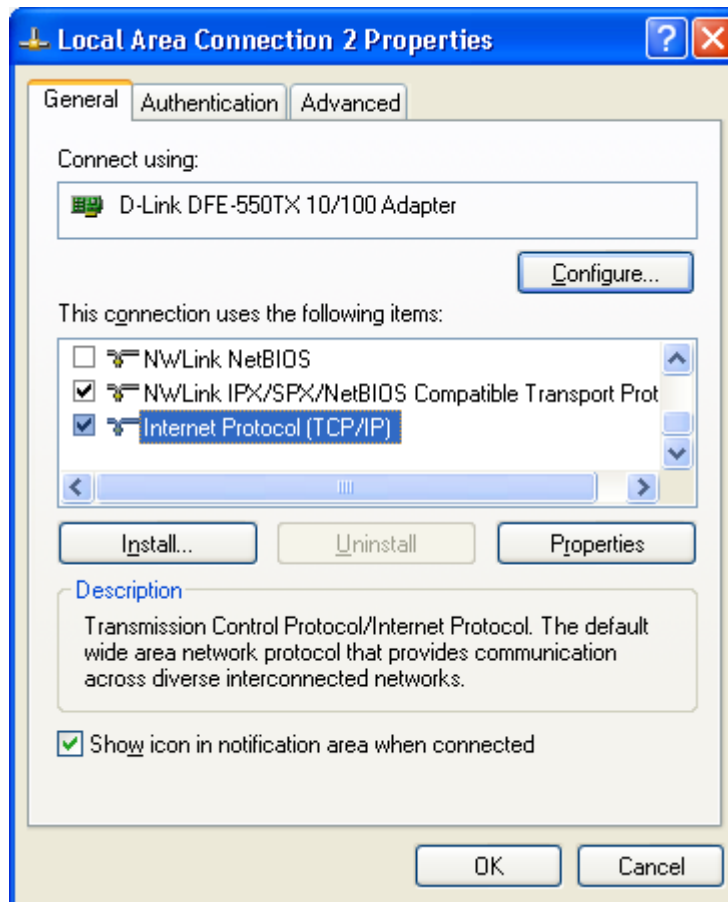 Local Area Connection 2 Properties
General Authentication Advanced
Connect using:
D-Link DFE-550TX 10/100 Adapter
Configure...
This connection uses the following items:
NWLink NetBIOS
NWLink IPX/SPX/NetBIOS Compatible Transport Prot
Internet Protocol (TCP/IP)
Install... Uninstall Properties
Description
Transmission Control Protocol/Internet Protocol. The default
wide area network protocol that provides communication
across diverse interconnected networks.
Show icon in notification area when connected
OK Cancel